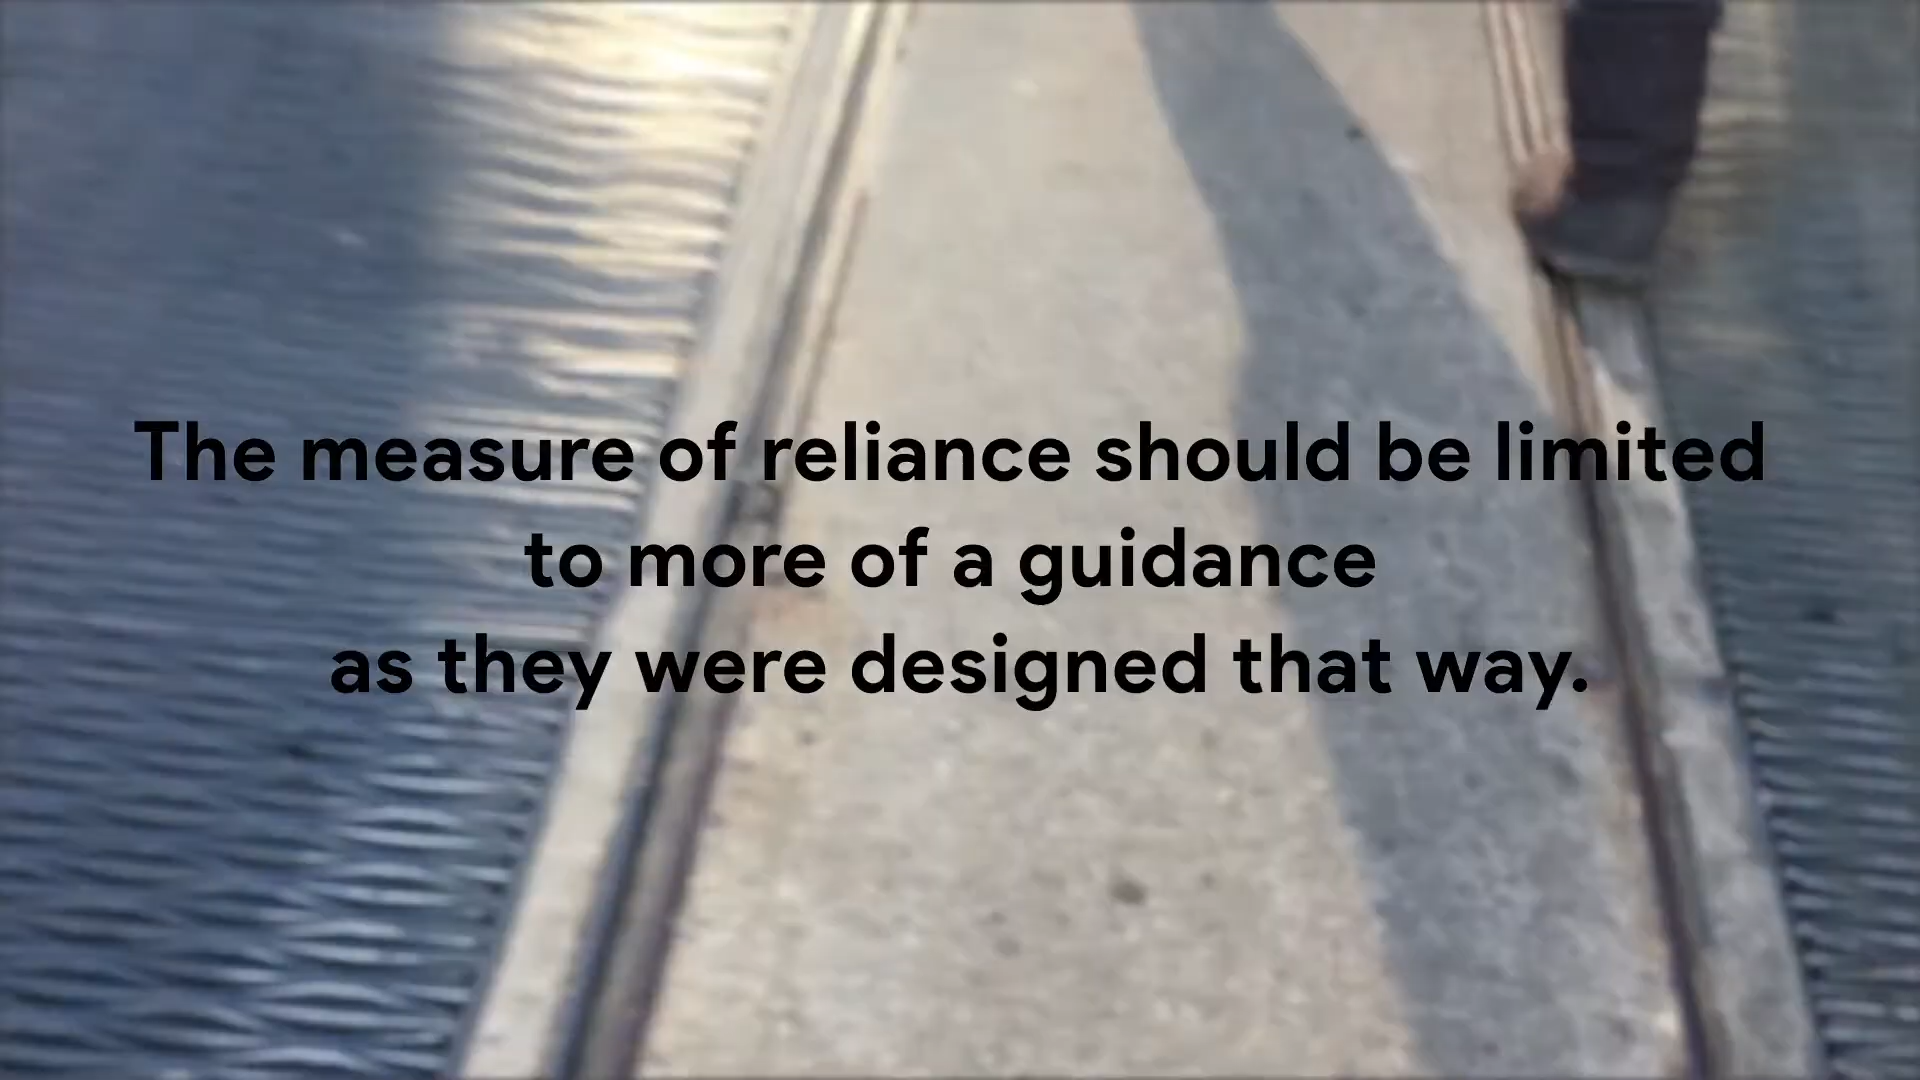 The measure of reliance should be limited
to more of a guidance
as they were designed that way.